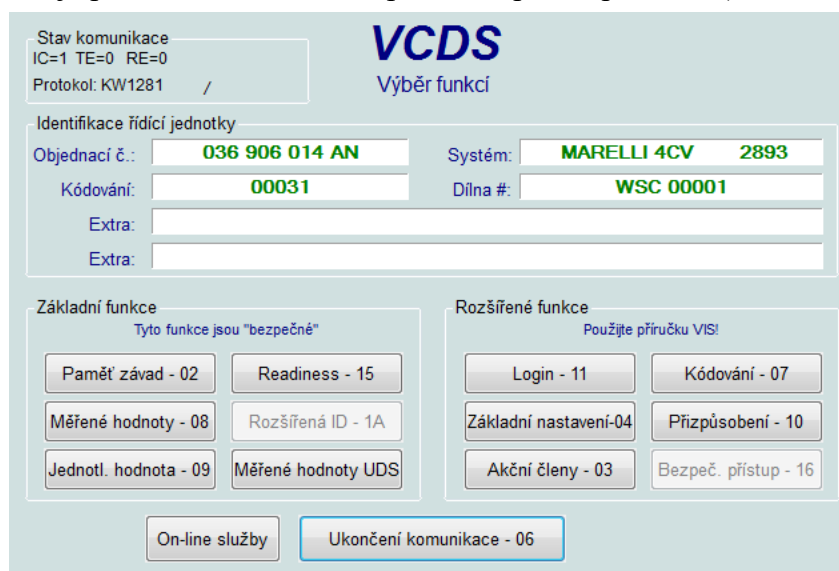 Stav komunikace
IC=1 TE=0 RE=0
Protokol: KW1281 /
VCDS
Výběr funkcí
Identifikace řídící jednotky
Objednací č.: 036 906 014 AN Systém: MARELLI 4CV 2893
Kódování: 00031 Dílna #: WSC 00001
Extra:
Extra:
Základní funkce
Tyto funkce jsou "bezpečné"
Paměť závad - 02 Readiness - 15
Měřené hodnoty - 08 Rozšířená ID - 1A
Jednotl. hodnota - 09 Měřené hodnoty UDS
Rozšířené funkce
Použijte příručku VIS!
Login - 11 Kódování - 07
Základní nastavení-04 Přizpůsobení - 10
Akční členy - 03 Bezpeč. přístup - 16
On-line služby Ukončení komunikace - 06